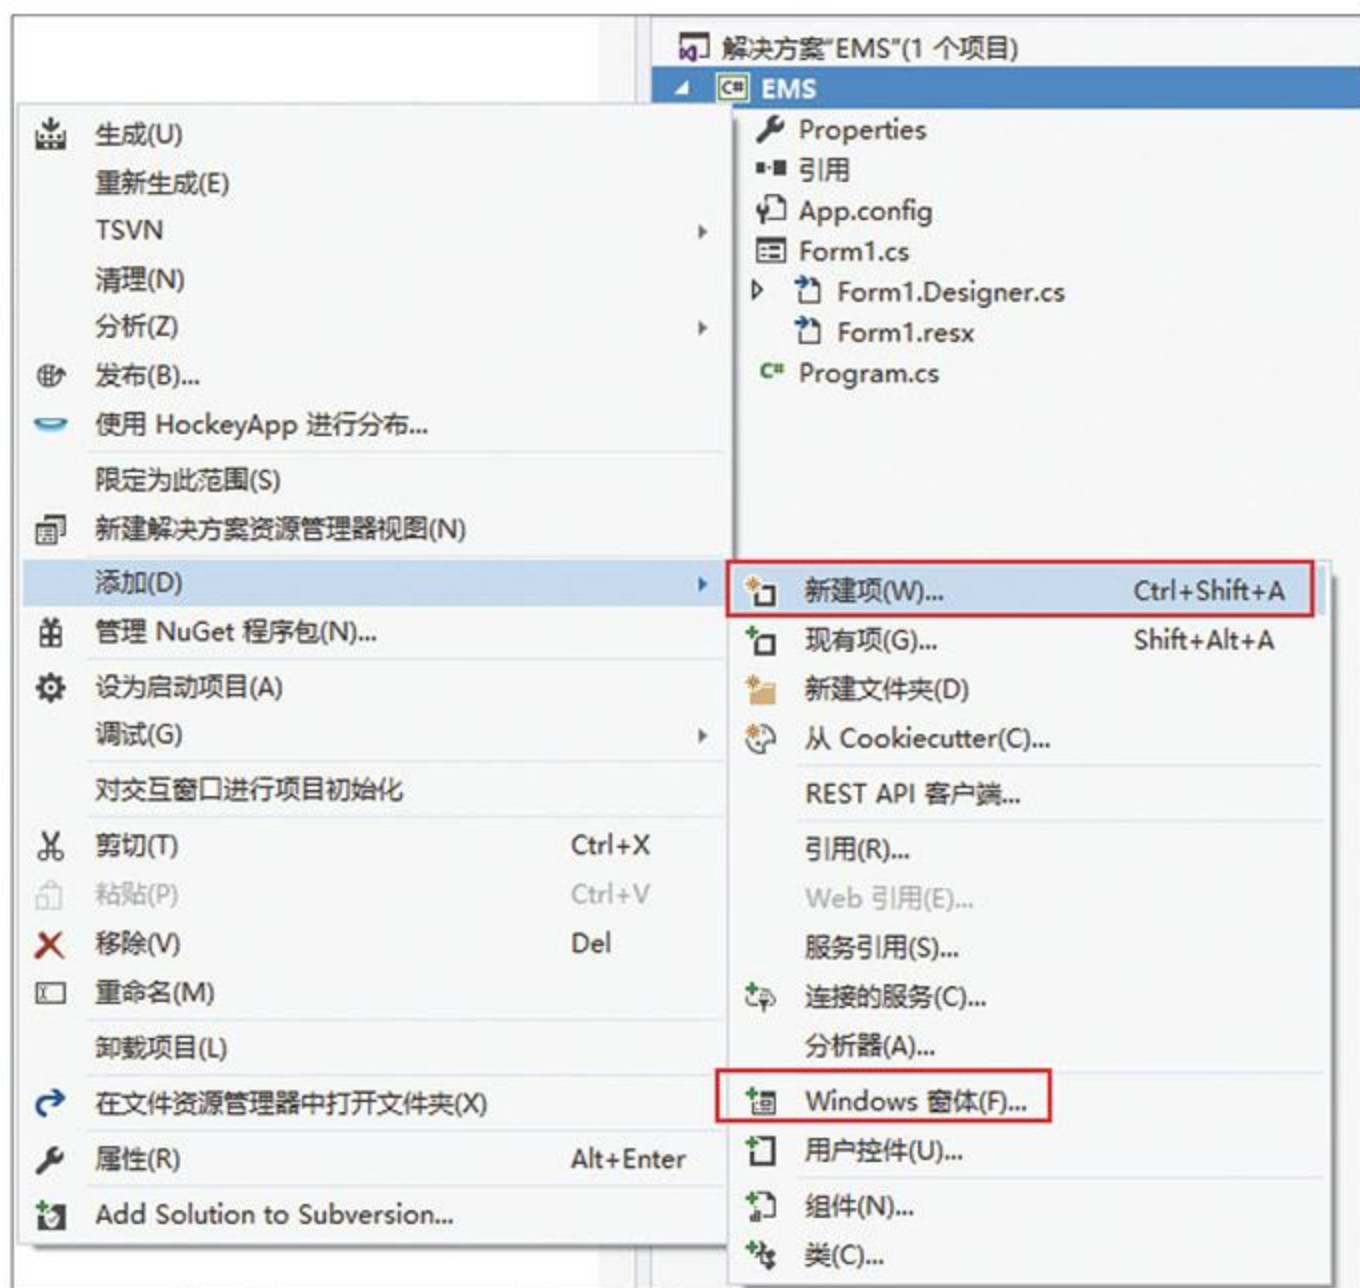 解决方案"EMS"(1 个项目)
C# EMS
Properties
引用
App.config
Form1.cs
Form1.Designer.cs
Form1.resx
C# Program.cs
生成(U)
重新生成(E)
TSVN
清理(N)
分析(Z)
发布(B)...
使用 HockeyApp 进行分布...
限定为此范围(S)
新建解决方案资源管理器视图(N)
添加(D)
管理 NuGet 程序包(N)...
设为启动项目(A)
调试(G)
对交互窗口进行项目初始化
剪切(T) Ctrl+X
粘贴(P) Ctrl+V
移除(V) Del
重命名(M)
卸载项目(L)
在文件资源管理器中打开文件夹(X)
属性(R) Alt+Enter
Add Solution to Subversion...
新建项(W)... Ctrl+Shift+A
现有项(G)... Shift+Alt+A
新建文件夹(D)
从 Cookiecutter(C)...
REST API 客户端...
引用(R)...
Web 引用(E)...
服务引用(S)...
连接的服务(C)...
分析器(A)...
Windows 窗体(F)...
用户控件(U)...
组件(N)...
类(C)...